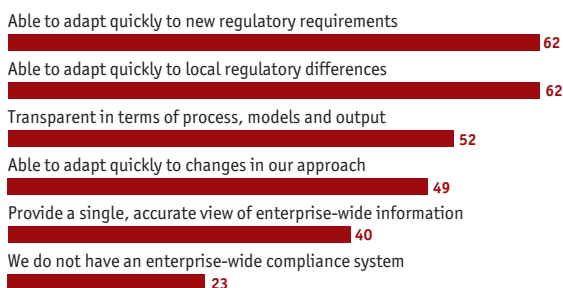 Able to adapt quickly to new regulatory requirements
62
Able to adapt quickly to local regulatory differences
62
Transparent in terms of process, models and output
52
Able to adapt quickly to changes in our approach
49
Provide a single, accurate view of enterprise-wide information
40
We do not have an enterprise-wide compliance system
23